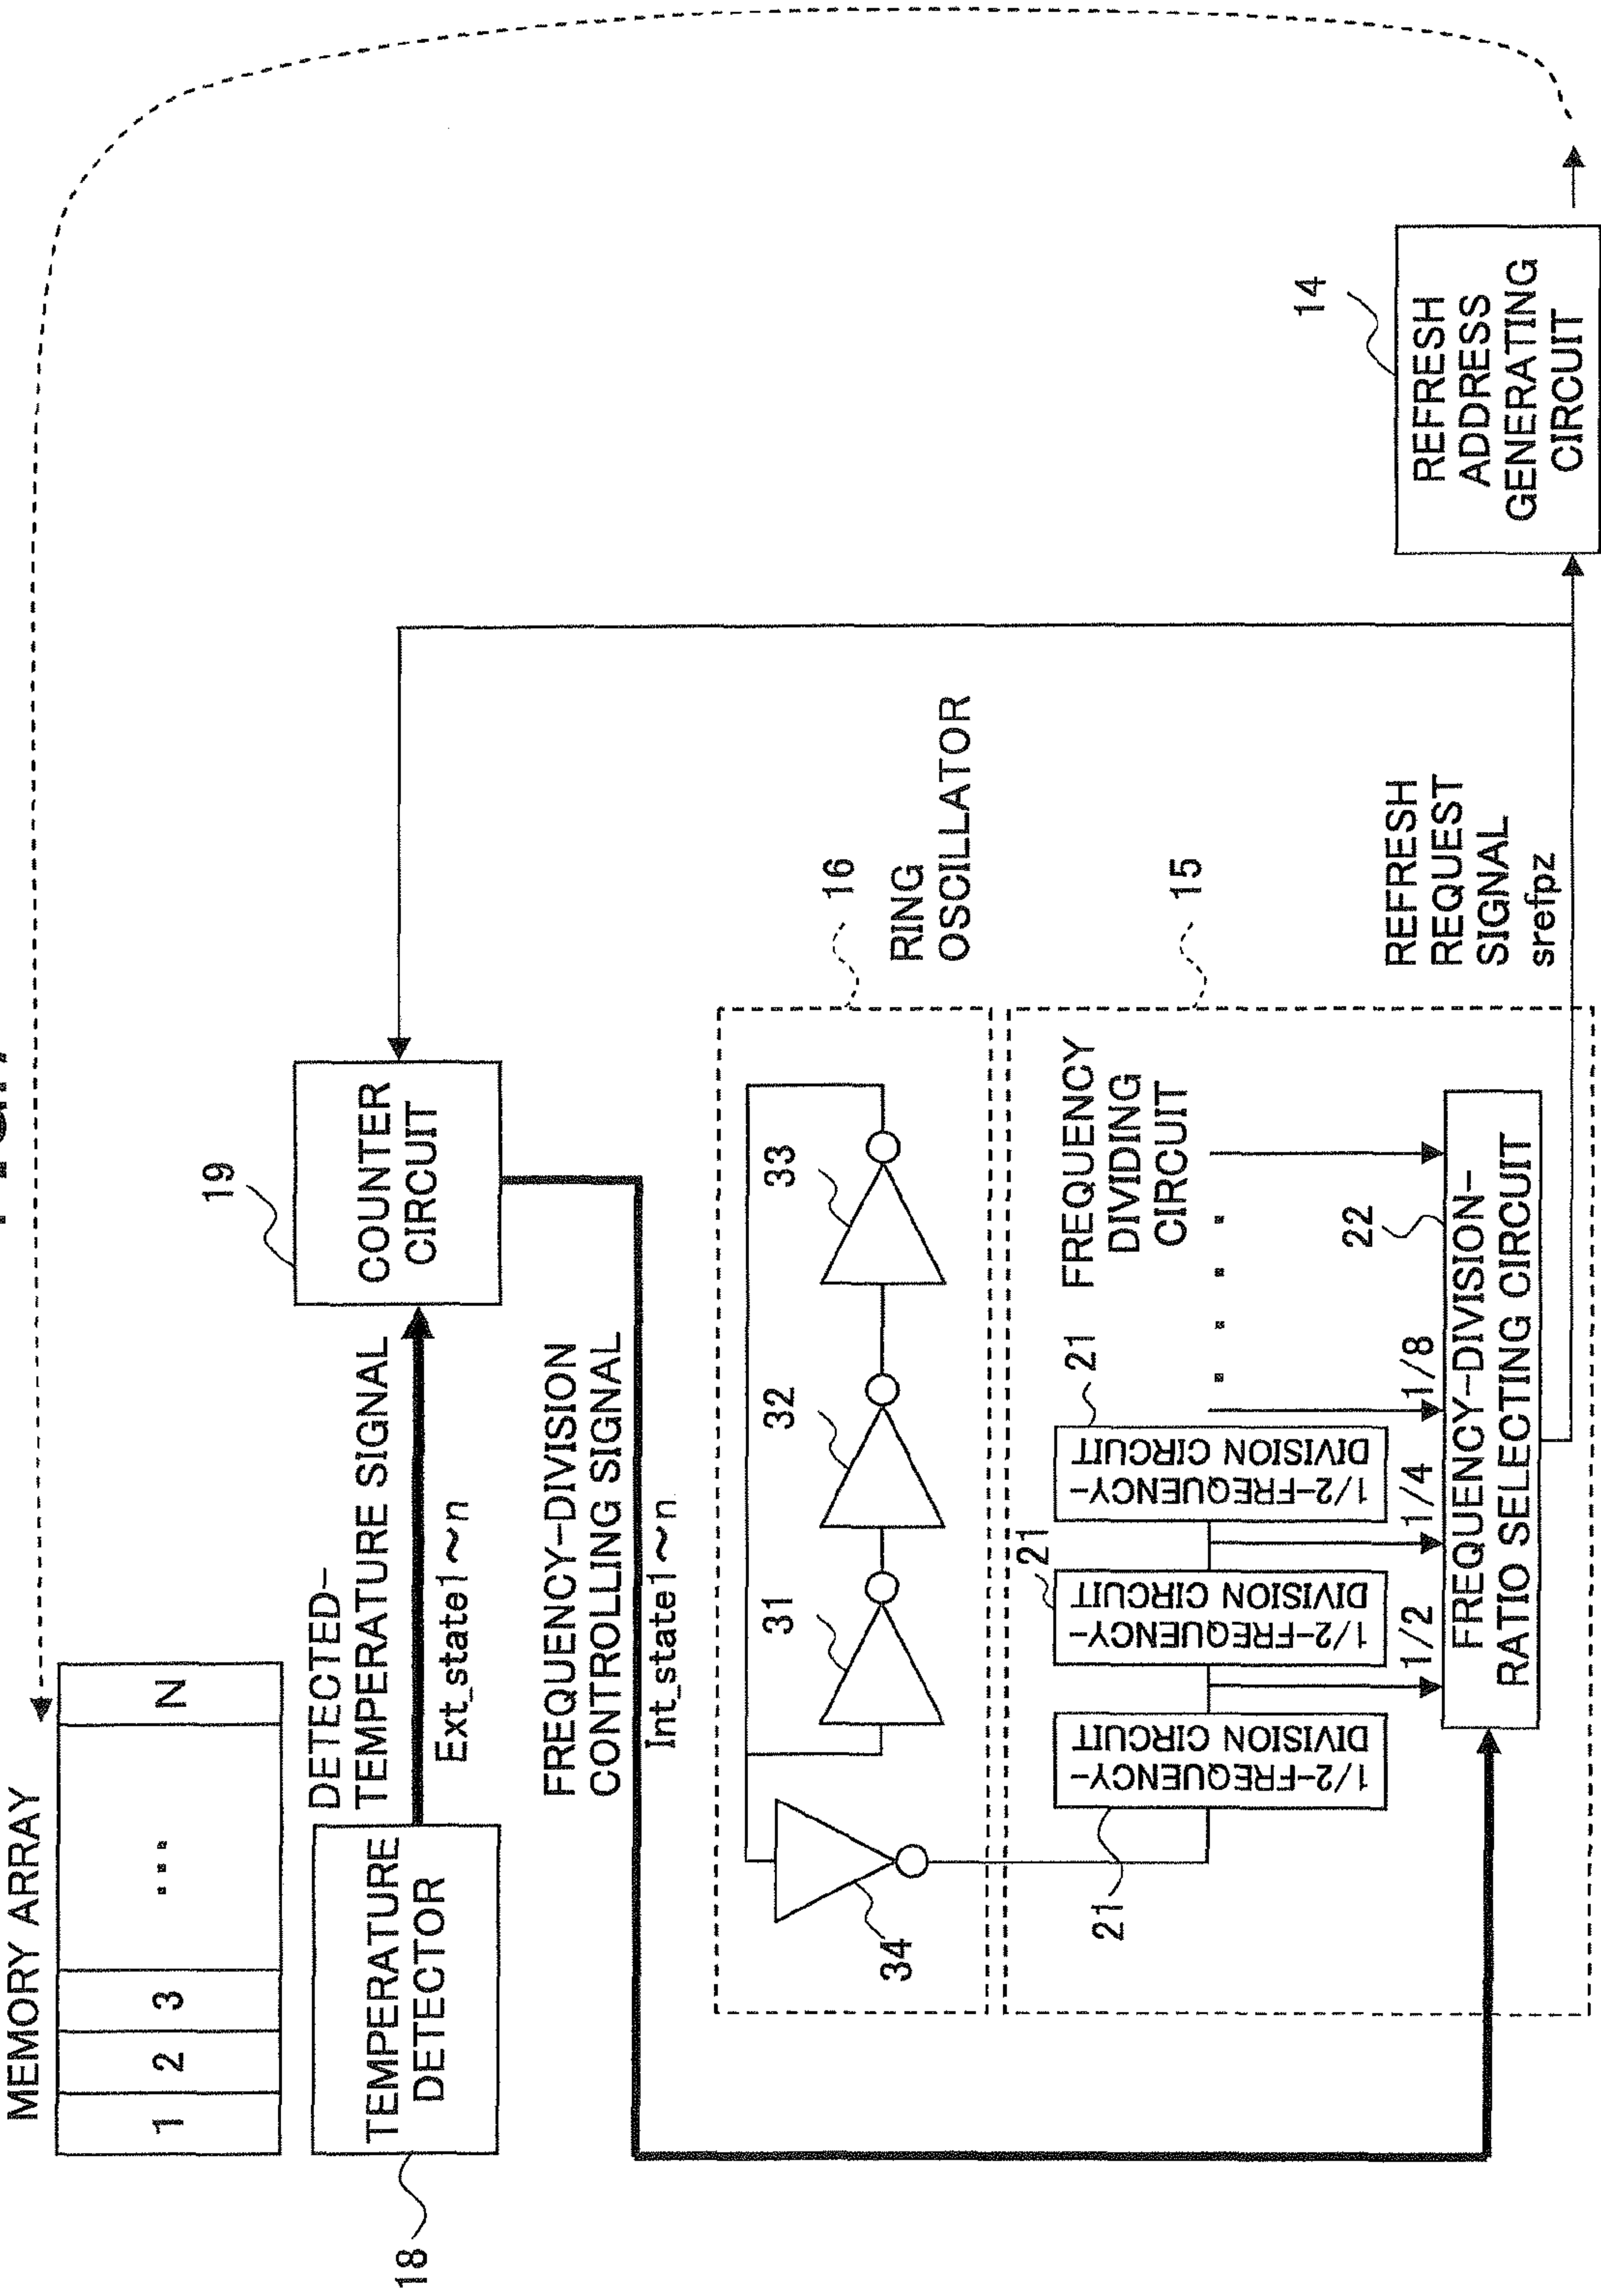 MEMORY ARRAY
1
2
3
...
N
TEMPERATURE
DETECTOR
18
DETECTED-
TEMPERATURE SIGNAL
Ext_state1~n
19
COUNTER
CIRCUIT
FREQUENCY-DIVISION
CONTROLLING SIGNAL
Int_state1~n
34
31
32
33
16
RING
OSCILLATOR
21
1/2-FREQUENCY-
DIVISION CIRCUIT
21
1/2-FREQUENCY-
DIVISION CIRCUIT
21
1/2-FREQUENCY-
DIVISION CIRCUIT
FREQUENCY
DIVIDING
CIRCUIT
15
1/2
1/4
1/8
22
FREQUENCY-DIVISION-
RATIO SELECTING CIRCUIT
REFRESH
REQUEST
SIGNAL
srefpz
14
REFRESH
ADDRESS
GENERATING
CIRCUIT